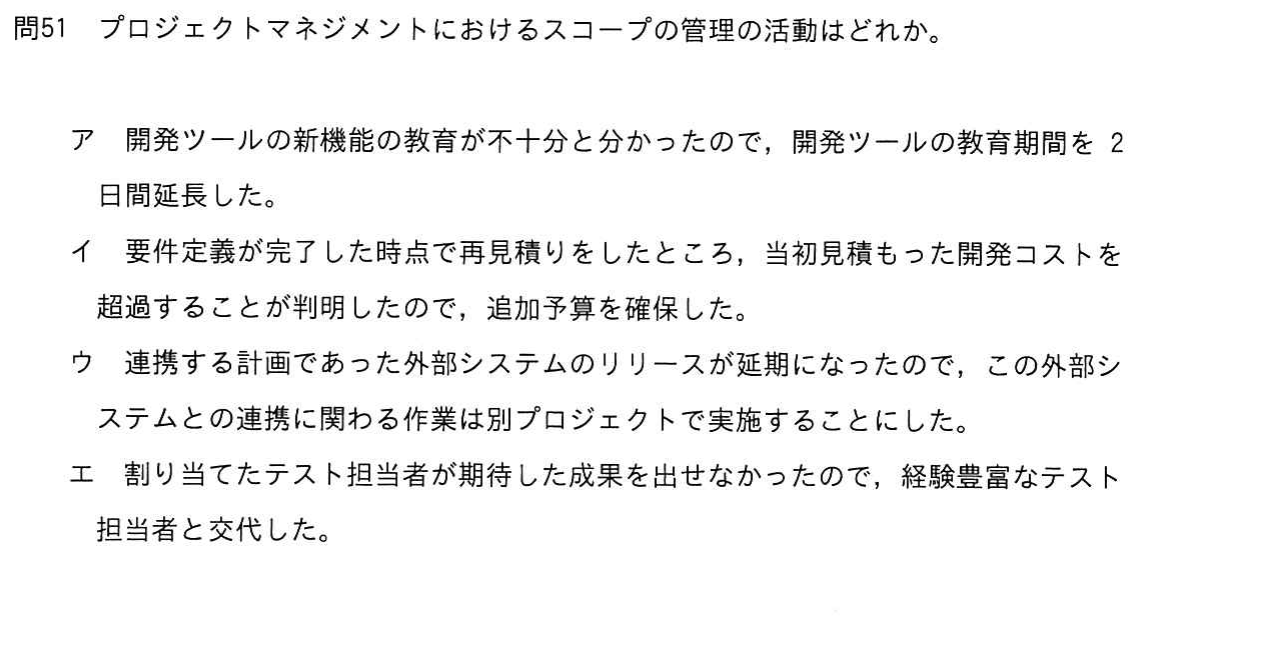 問51　プロジェクトマネジメントにおけるスコープの管理の活動はどれか。
ア　開発ツールの新機能の教育が不十分と分かったので，開発ツールの教育期間を 2
日間延長した。
イ　要件定義が完了した時点で再見積りをしたところ，当初見積もった開発コストを
超過することが判明したので，追加予算を確保した。
ウ　連携する計画であった外部システムのリリースが延期になったので，この外部シ
ステムとの連携に関わる作業は別プロジェクトで実施することにした。
エ　割り当てたテスト担当者が期待した成果を出せなかったので，経験豊富なテスト
担当者と交代した。